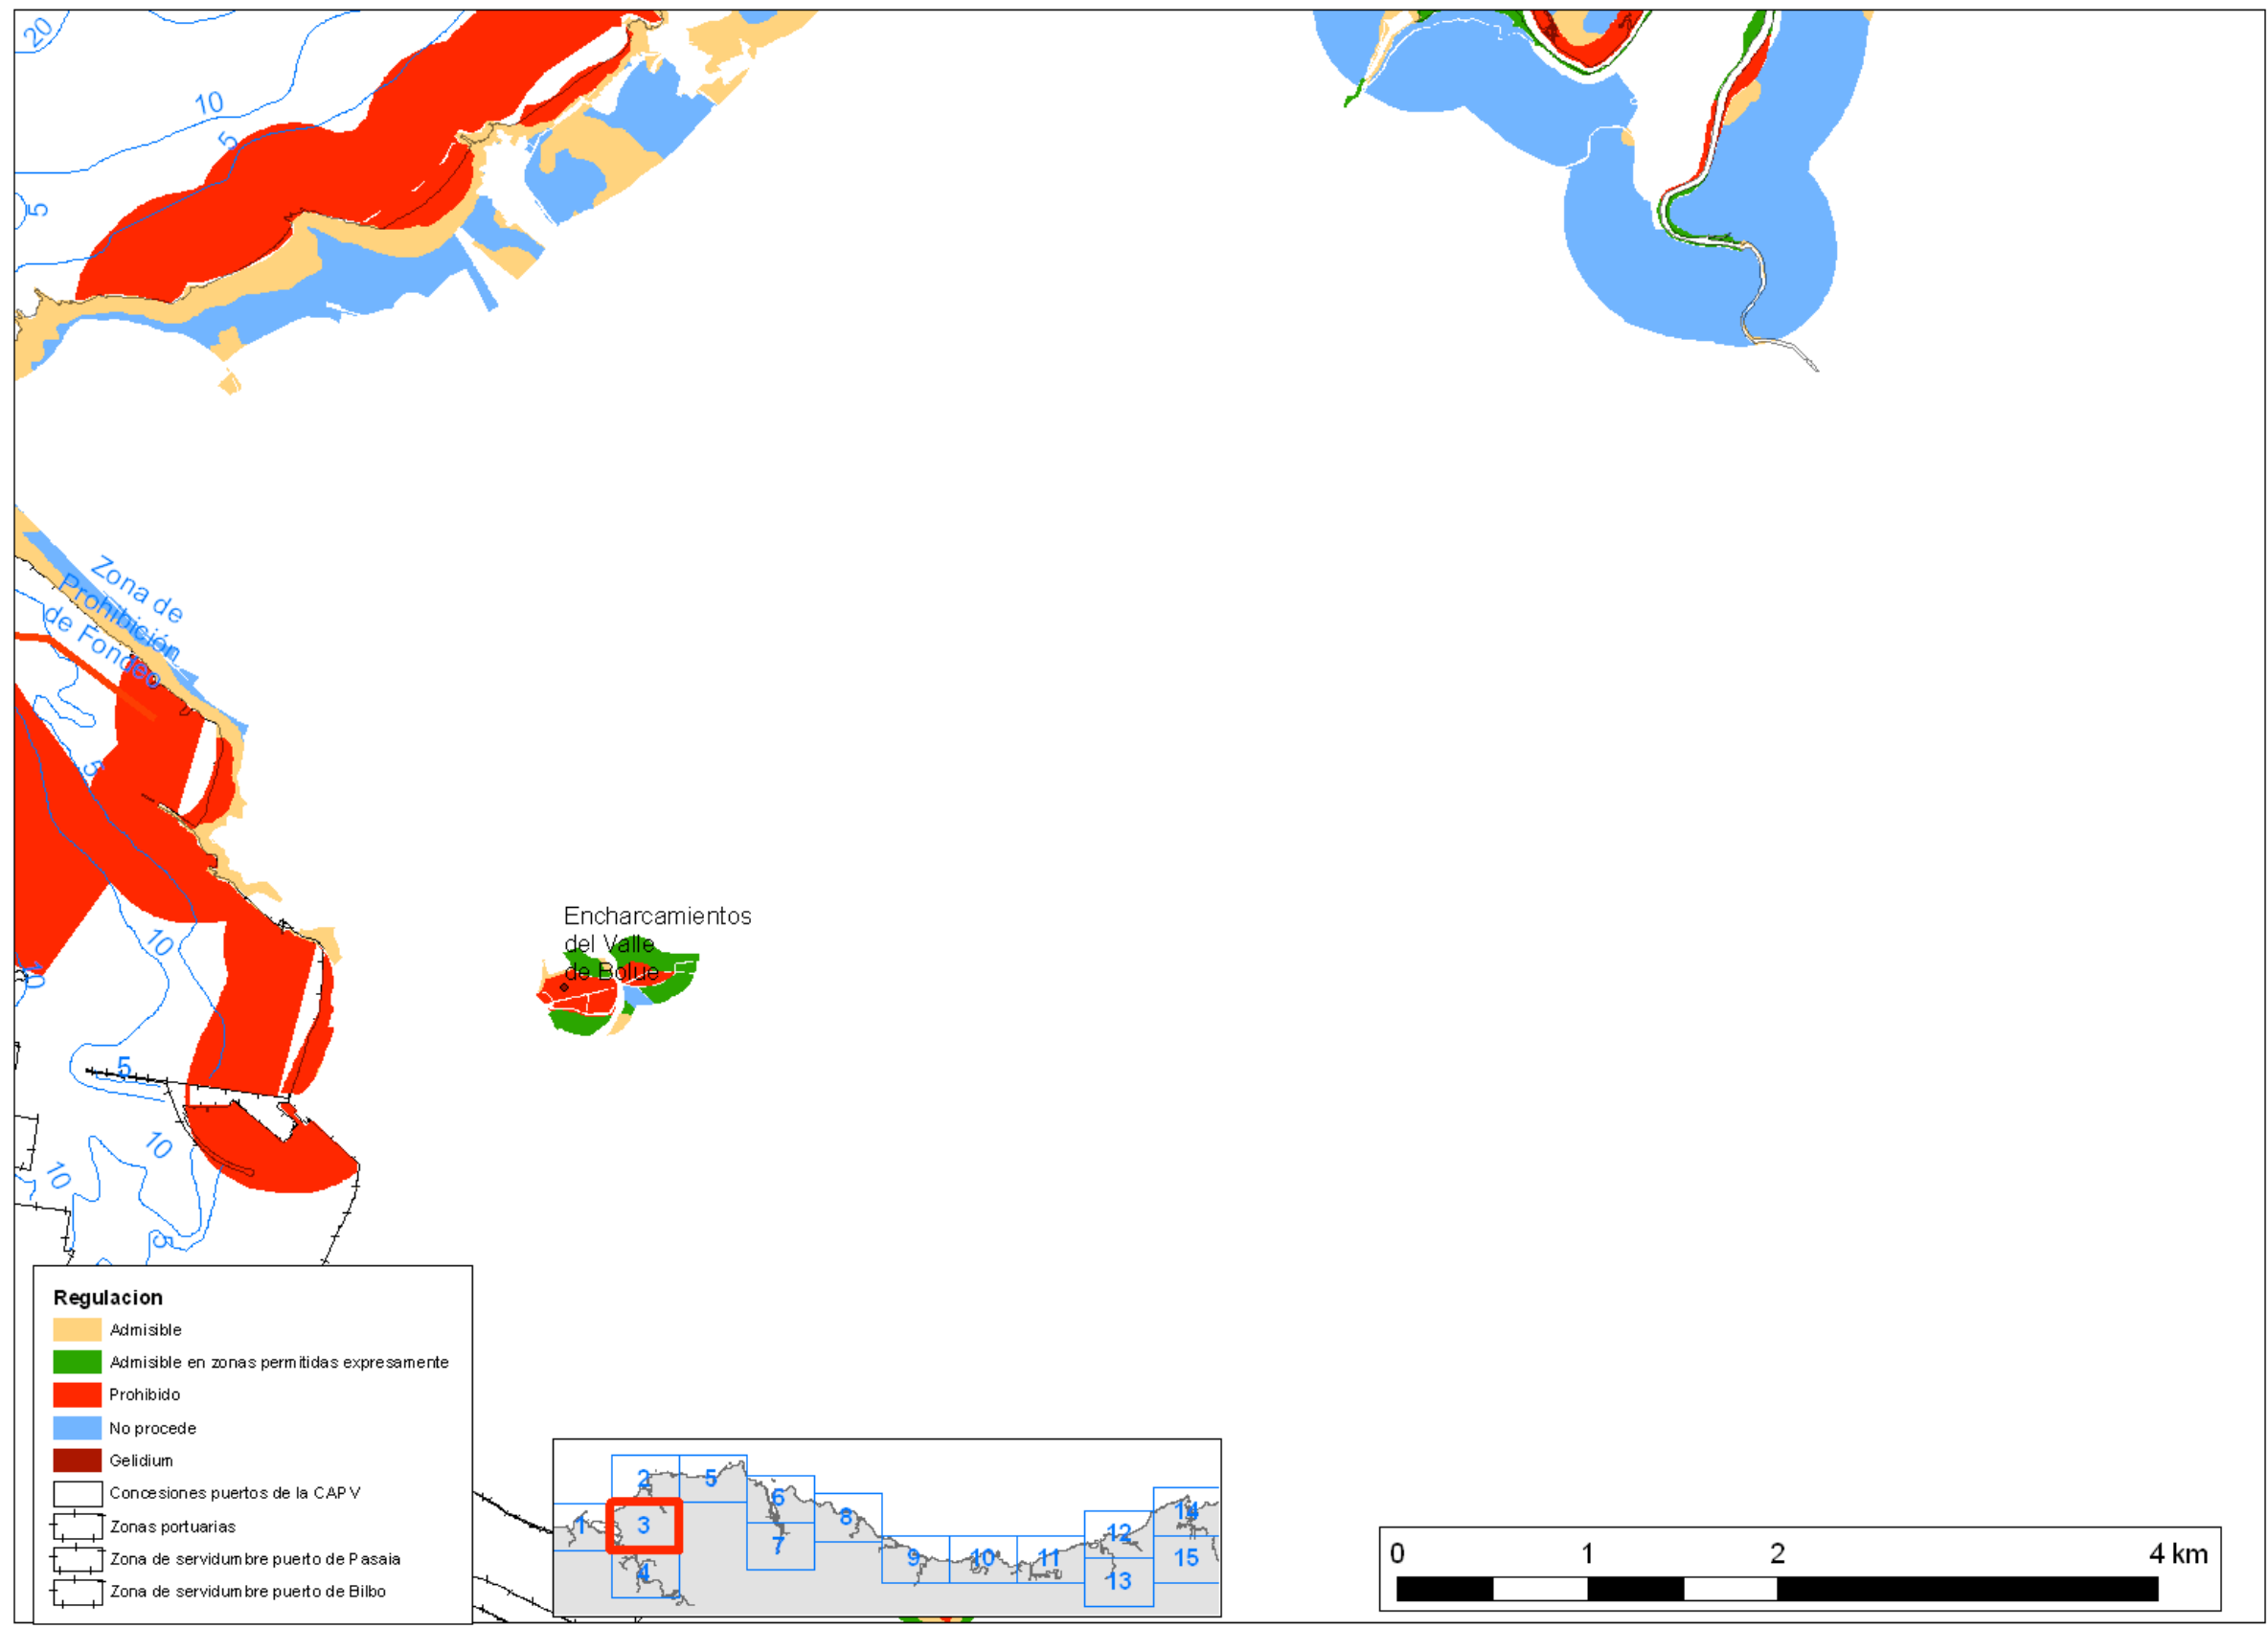 20
10
5
5
Zona de
Prohibición
de Fondeo
5
10
10
Encharcamientos
del Valle
de Bolue
5
10
10
5
Regulacion
Admisible
Admisible en zonas permitidas expresamente
Prohibido
No procede
Gelidium
Concesiones puertos de la CAPV
Zonas portuarias
Zona de servidumbre puerto de Pasaia
Zona de servidumbre puerto de Bilbo
1
2
3
4
5
6
7
8
9
10
11
12
13
14
15
0 1 2 4 km